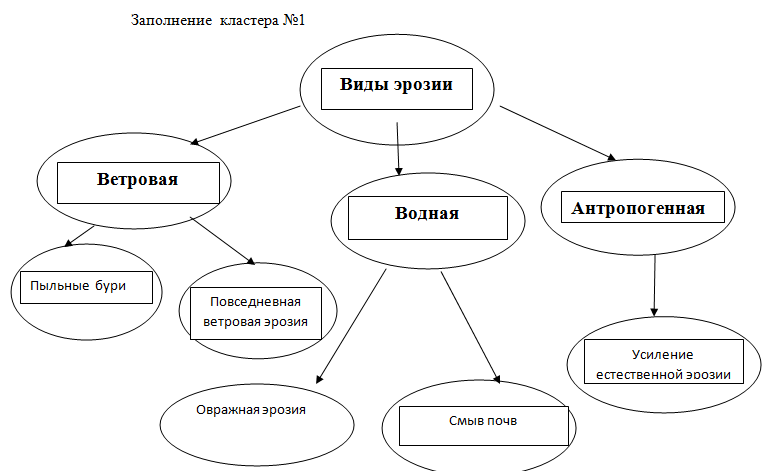 Заполнение кластера №1
Виды эрозии
Ветровая
Водная
Антропогенная
Пыльные бури
Повседневная
ветровая эрозия
Усиление
естественной эрозии
Овражная эрозия
Смыв почв